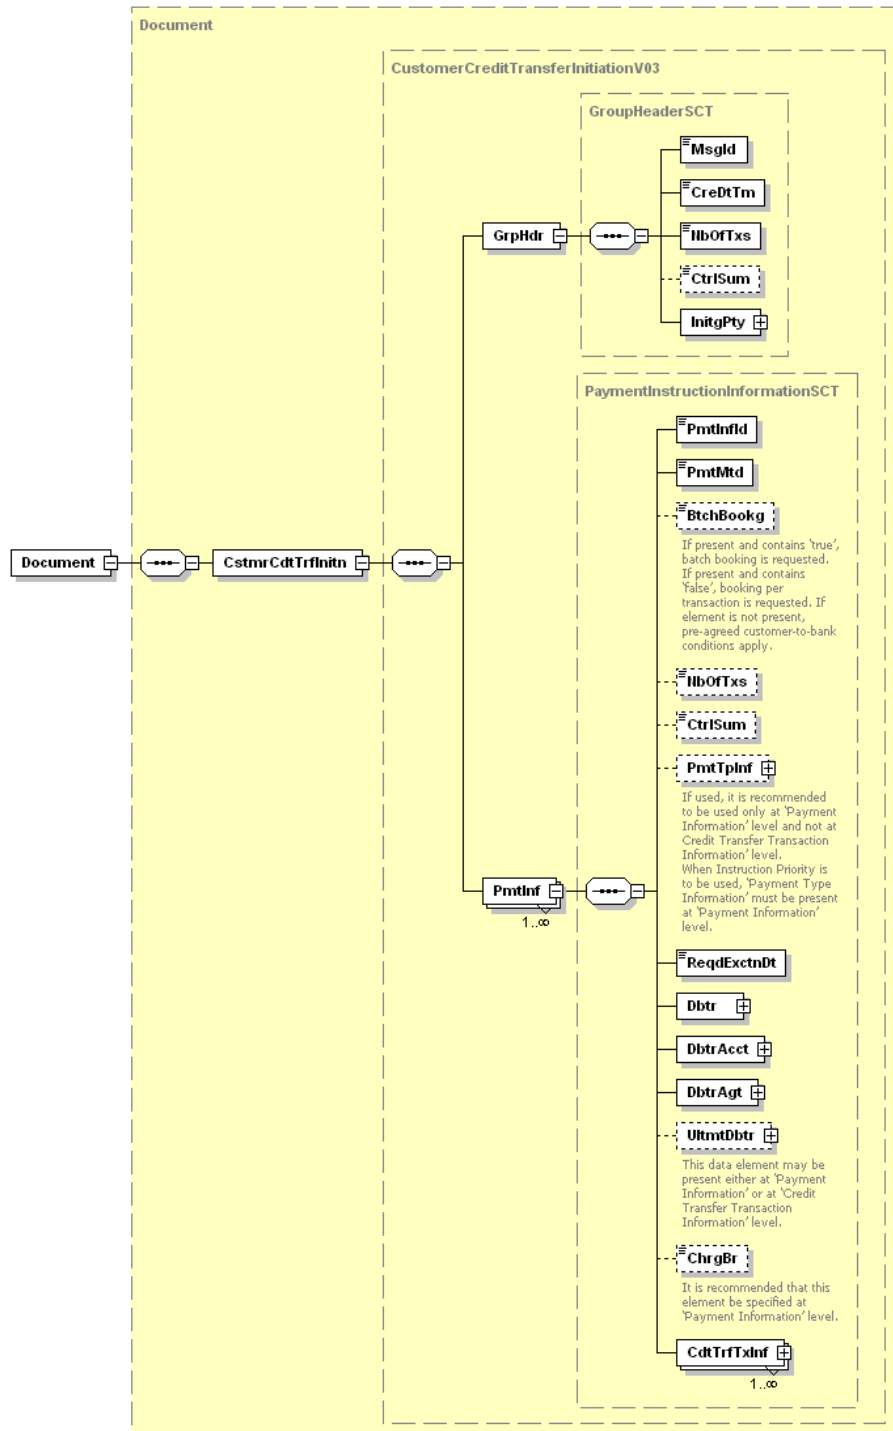 Document
CustomerCreditTransferInitiationV03
GroupHeaderSCT
MsgId
CreDtTm
GrpHdr
NbOfTxs
CtrlSum
InitgPty
PaymentInstructionInformationSCT
PmtInfId
PmtMtd
BtchBookg
If present and contains 'true',
batch booking is requested.
If present and contains
'false', booking per
transaction is requested. If
element is not present,
pre-agreed customer-to-bank
conditions apply.
Document
CstmrCdtTrfInitn
NbOfTxs
CtrlSum
PmtTpInf
If used, it is recommended
to be used only at 'Payment
Information' level and not at
Credit Transfer Transaction
Information' level.
When Instruction Priority is
to be used, 'Payment Type
Information' must be present
at 'Payment Information'
level.
PmtInf
1..∞
ReqdExctnDt
Dbtr
DbtrAcct
DbtrAgt
UltmtDbtr
This data element may be
present either at 'Payment
Information' or at 'Credit
Transfer Transaction
Information' level.
ChrgBr
It is recommended that this
element be specified at
'Payment Information' level.
CdtTrfTxInf
1..∞